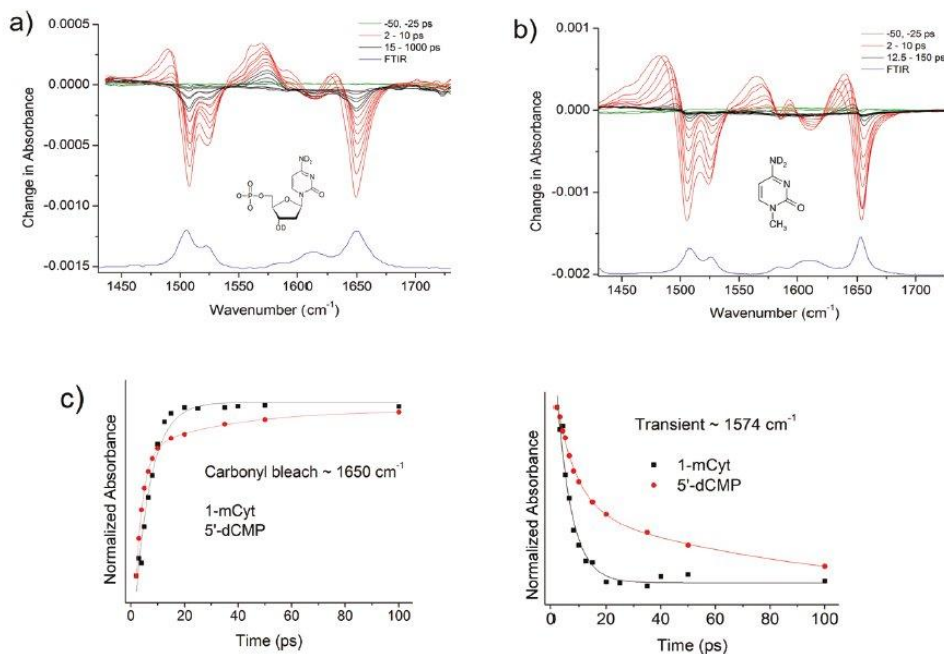 a)
0.0005
0.0000
-0.0005
-0.0010
-0.0015
Change in Absorbance
-50, -25 ps
2 - 10 ps
15 - 1000 ps
FTIR
ND2
N
N
O
O
P
O
O
O
O
OD
1450 1500 1550 1600 1650 1700
Wavenumber (cm-1)
b)
0.001
0.000
-0.001
-0.002
Change in Absorbance
-50, -25 ps
2 - 10 ps
12.5 - 150 ps
FTIR
ND2
N
N
O
CH3
1450 1500 1550 1600 1650 1700
Wavenumber (cm-1)
c)
Normalized Absorbance
Carbonyl bleach ~ 1650 cm-1
1-mCyt
5'-dCMP
0 20 40 60 80 100
Time (ps)
Normalized Absorbance
Transient ~ 1574 cm-1
1-mCyt
5'-dCMP
0 20 40 60 80 100
Time (ps)